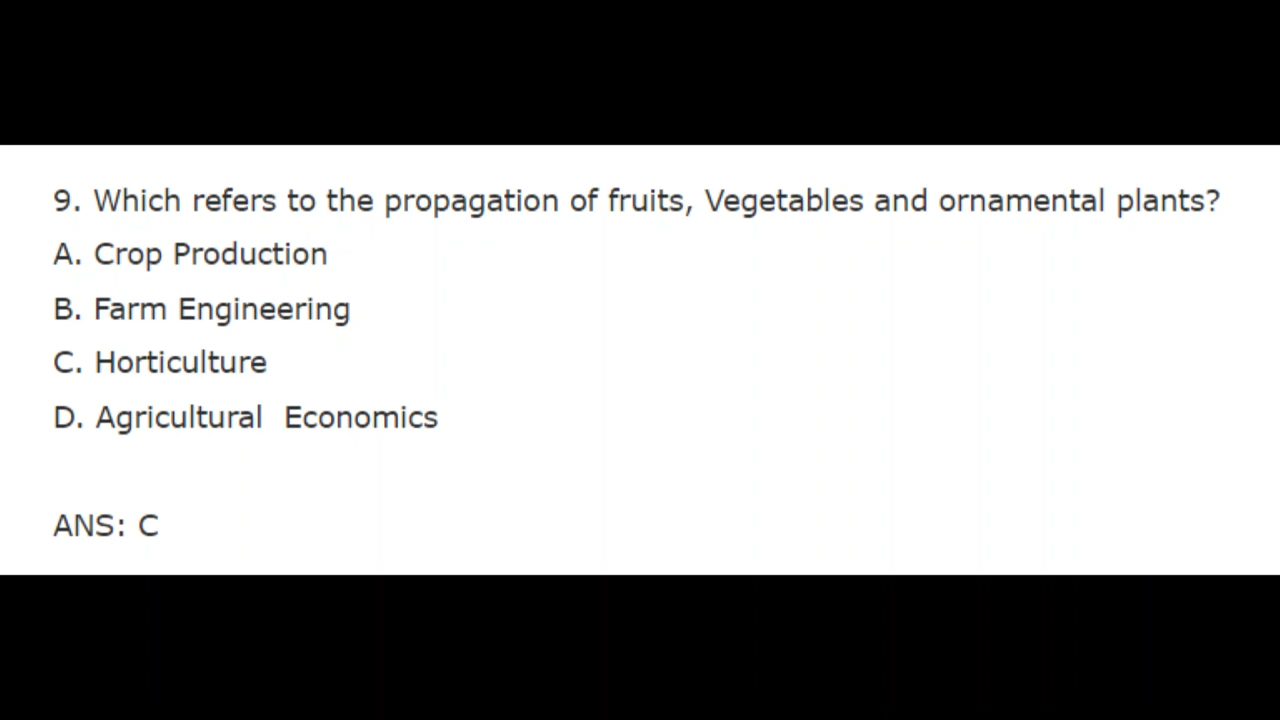 9. Which refers to the propagation of fruits, Vegetables and ornamental plants?
A. Crop Production
B. Farm Engineering
C. Horticulture
D. Agricultural  Economics
ANS: C